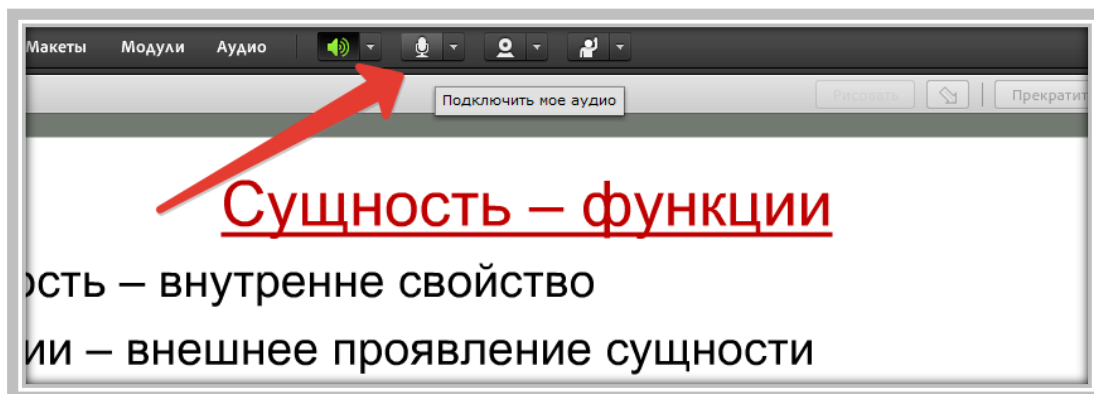 Макеты Модули Аудио
Подключить мое аудио
Рисовать Прекратит
Сущность – функции
ость – внутренне свойство
ии – внешнее проявление сущности